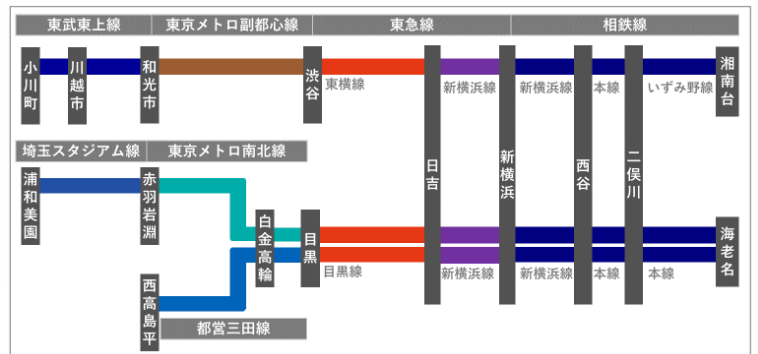 東武東上線 東京メトロ副都心線 東急線 相鉄線
小川町 川越市 和光市 渋谷 湘南台
東横線 新横浜線 新横浜線 本線 いずみ野線
埼玉スタジアム線 東京メトロ南北線
日吉 新横浜 西谷 二俣川
浦和美園 赤羽岩淵 白金高輪 目黒 海老名
目黒線 新横浜線 新横浜線 本線 本線
西高島平
都営三田線